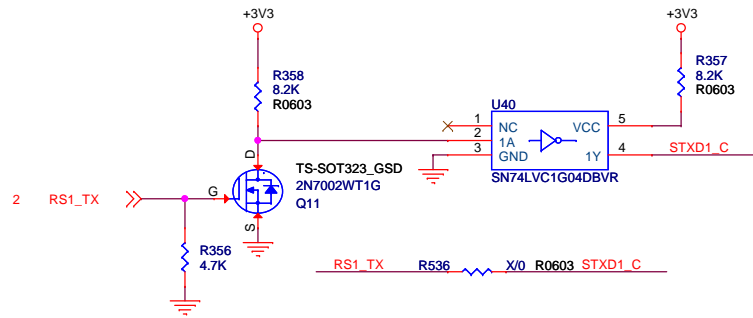 +3V3
+3V3
R358
8.2K
R0603
R357
8.2K
R0603
U40
1 NC VCC 5
2 1A
3 GND 1Y 4 STXD1_C
SN74LVC1G04DBVR
D
TS-SOT323_GSD
2N7002WT1G
Q11
G
S
2 RS1_TX
R356
4.7K
RS1_TX R536 X/0 R0603 STXD1_C